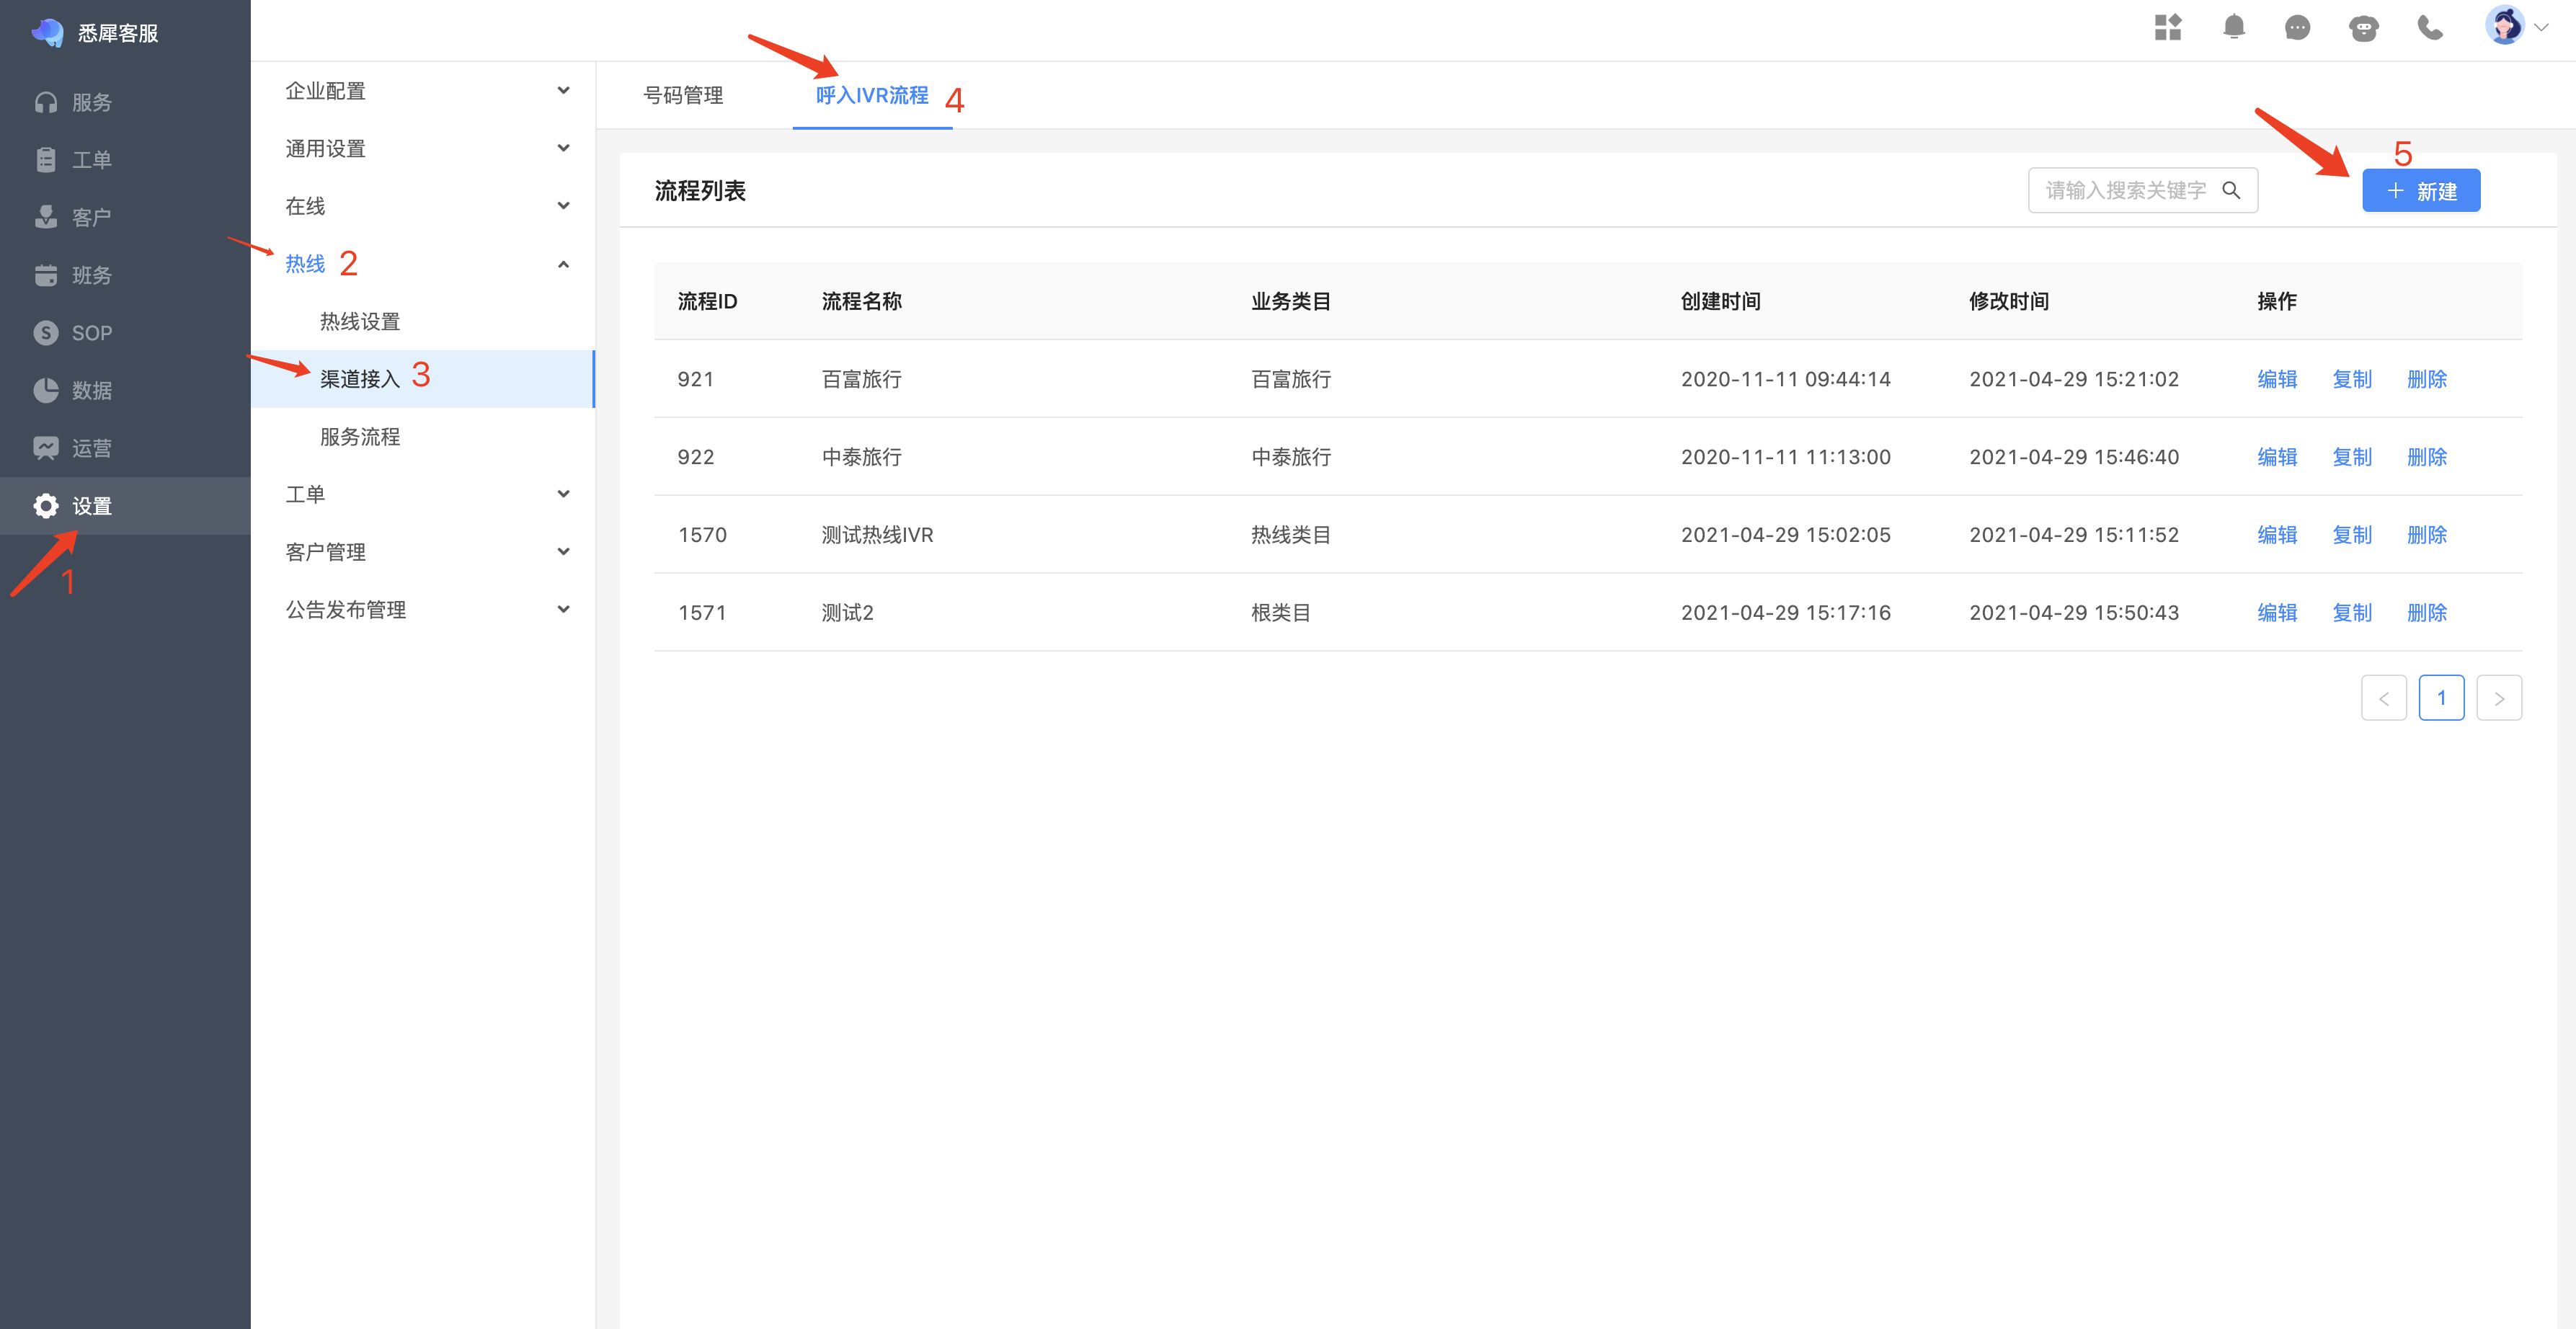 悉犀客服
服务
工单
客户
班务
SOP
数据
运营
设置
1
企业配置
通用设置
在线
热线 2
热线设置
渠道接入 3
服务流程
工单
客户管理
公告发布管理
号码管理 呼入IVR流程 4
5
流程列表 请输入搜索关键字 新建
流程ID 流程名称 业务类目 创建时间 修改时间 操作
921 百富旅行 百富旅行 2020-11-11 09:44:14 2021-04-29 15:21:02 编辑 复制 删除
922 中泰旅行 中泰旅行 2020-11-11 11:13:00 2021-04-29 15:46:40 编辑 复制 删除
1570 测试热线IVR 热线类目 2021-04-29 15:02:05 2021-04-29 15:11:52 编辑 复制 删除
1571 测试2 根类目 2021-04-29 15:17:16 2021-04-29 15:50:43 编辑 复制 删除
1